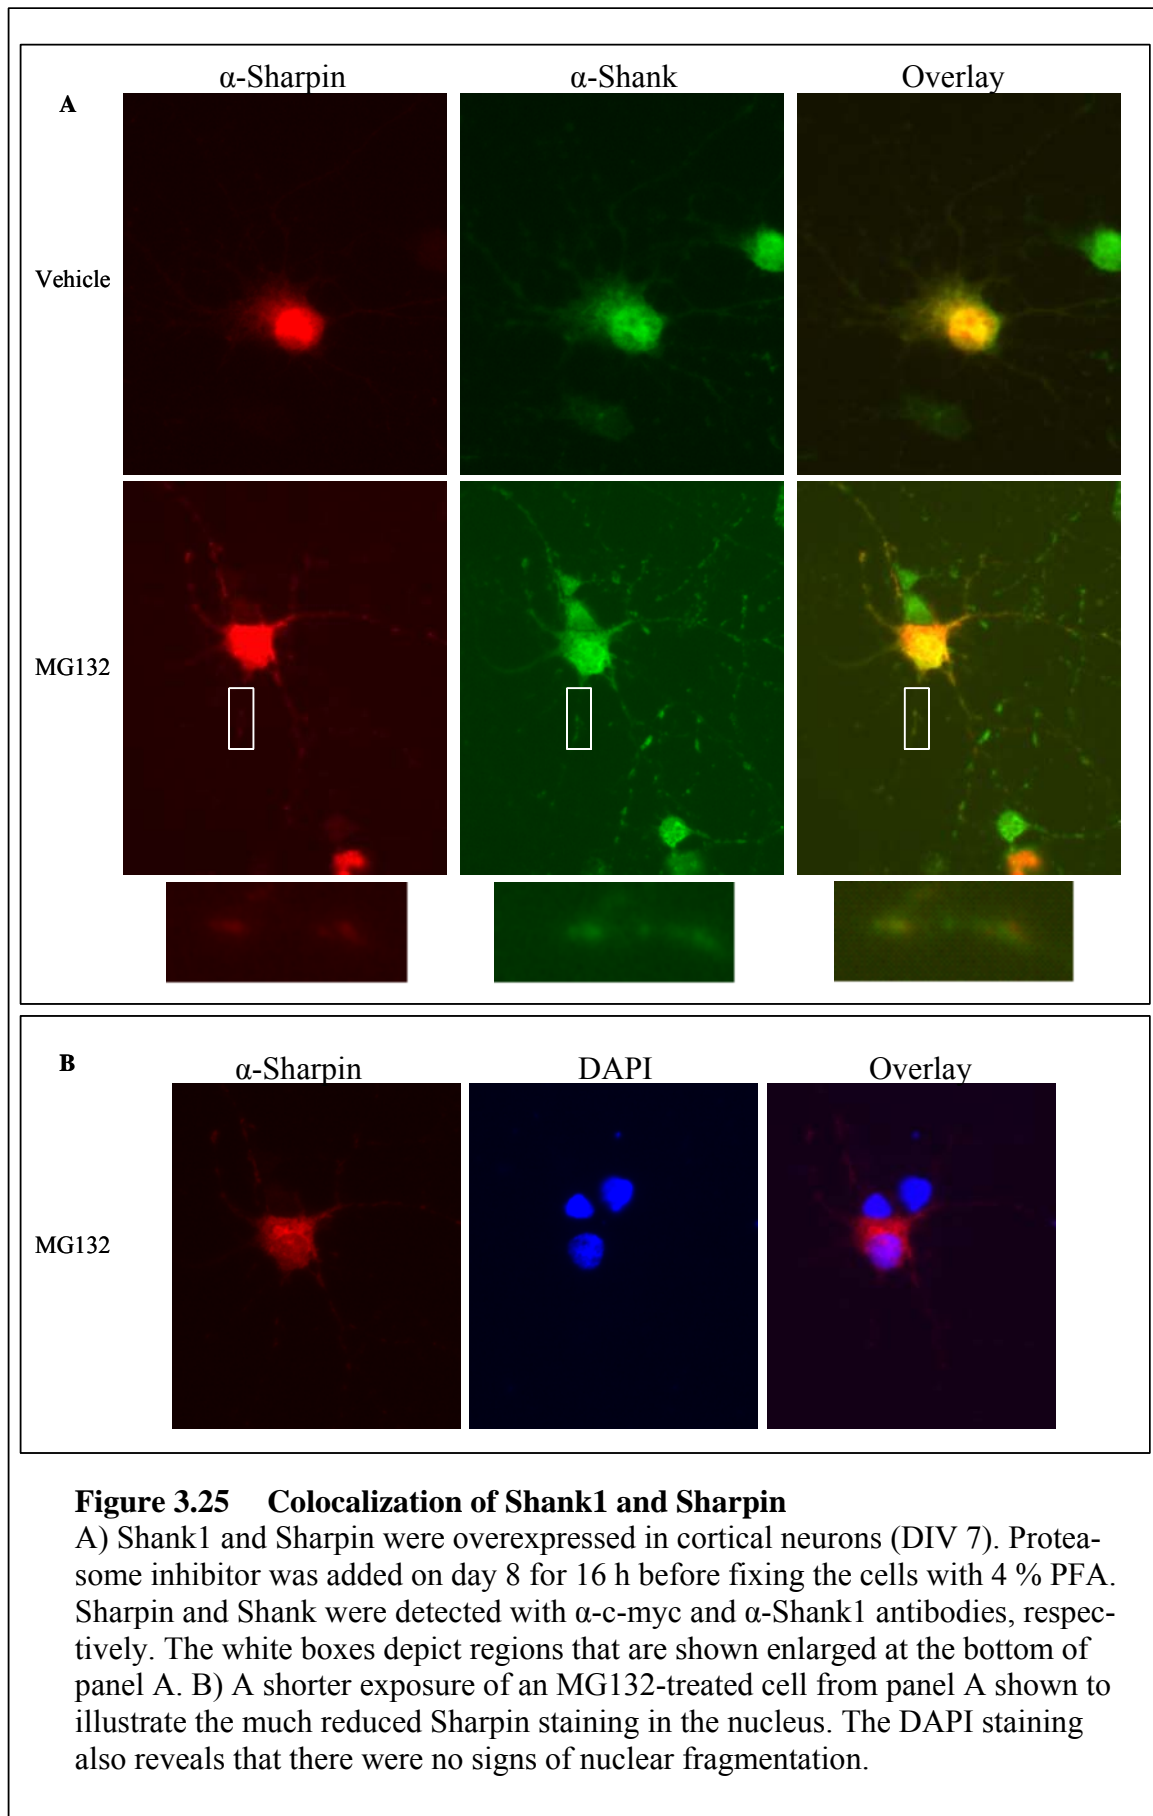 α-Sharpin α-Shank Overlay
A
Vehicle
MG132
B
α-Sharpin DAPI Overlay
MG132
Figure 3.25 Colocalization of Shank1 and Sharpin
A) Shank1 and Sharpin were overexpressed in cortical neurons (DIV 7). Protea-
some inhibitor was added on day 8 for 16 h before fixing the cells with 4 % PFA.
Sharpin and Shank were detected with α-c-myc and α-Shank1 antibodies, respec-
tively. The white boxes depict regions that are shown enlarged at the bottom of
panel A. B) A shorter exposure of an MG132-treated cell from panel A shown to
illustrate the much reduced Sharpin staining in the nucleus. The DAPI staining
also reveals that there were no signs of nuclear fragmentation.